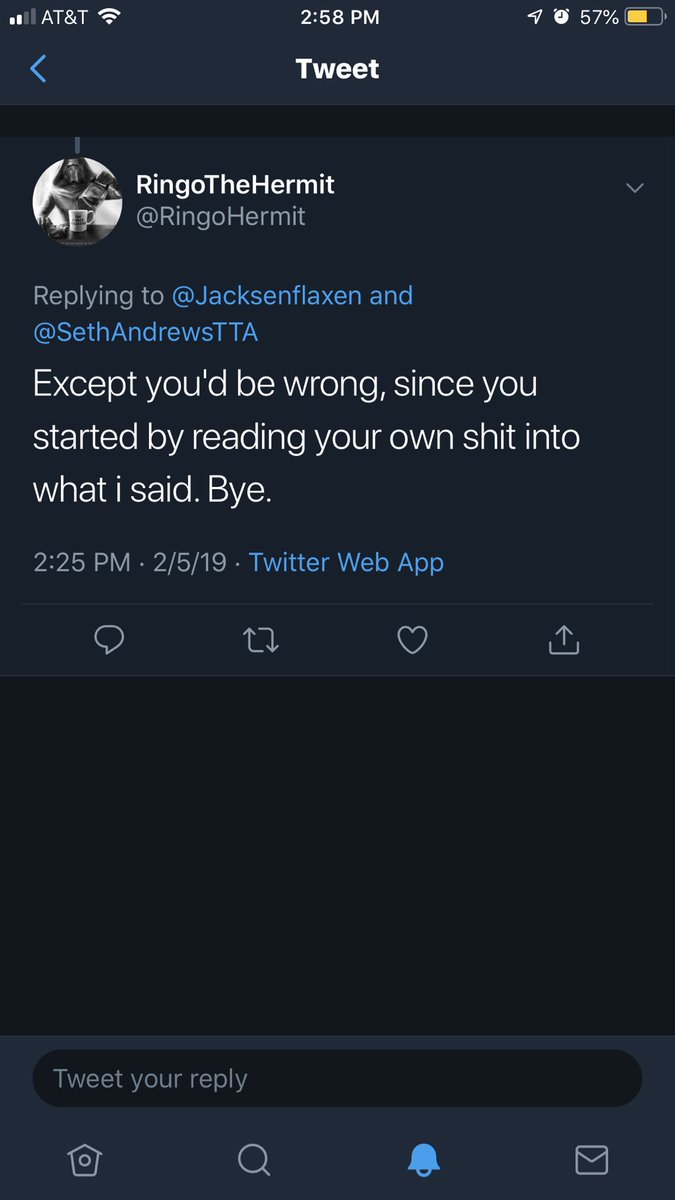 AT&T 2:58 PM 57%
Tweet
RingoTheHermit
@RingoHermit
Replying to @Jacksenflaxen and
@SethAndrewsTTA
Except you'd be wrong, since you
started by reading your own shit into
what i said. Bye.
2:25 PM · 2/5/19 · Twitter Web App
Tweet your reply